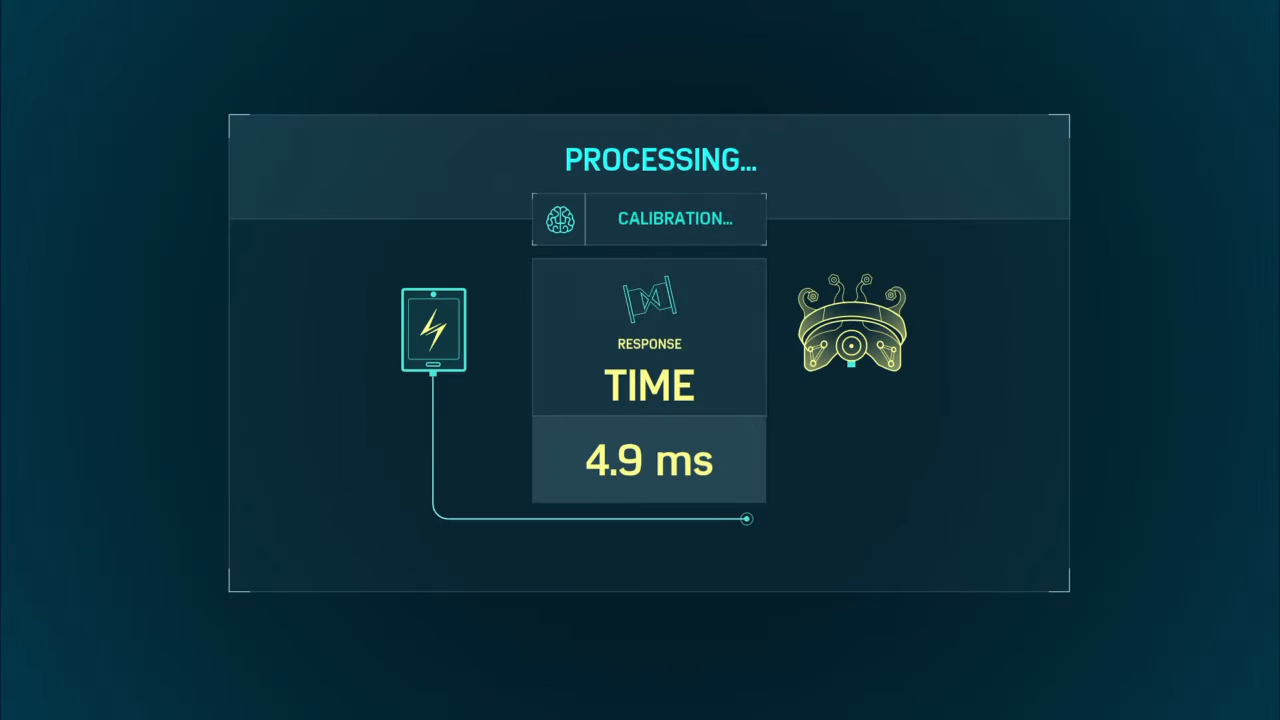 PROCESSING...
CALIBRATION...
RESPONSE
TIME
4.9 ms